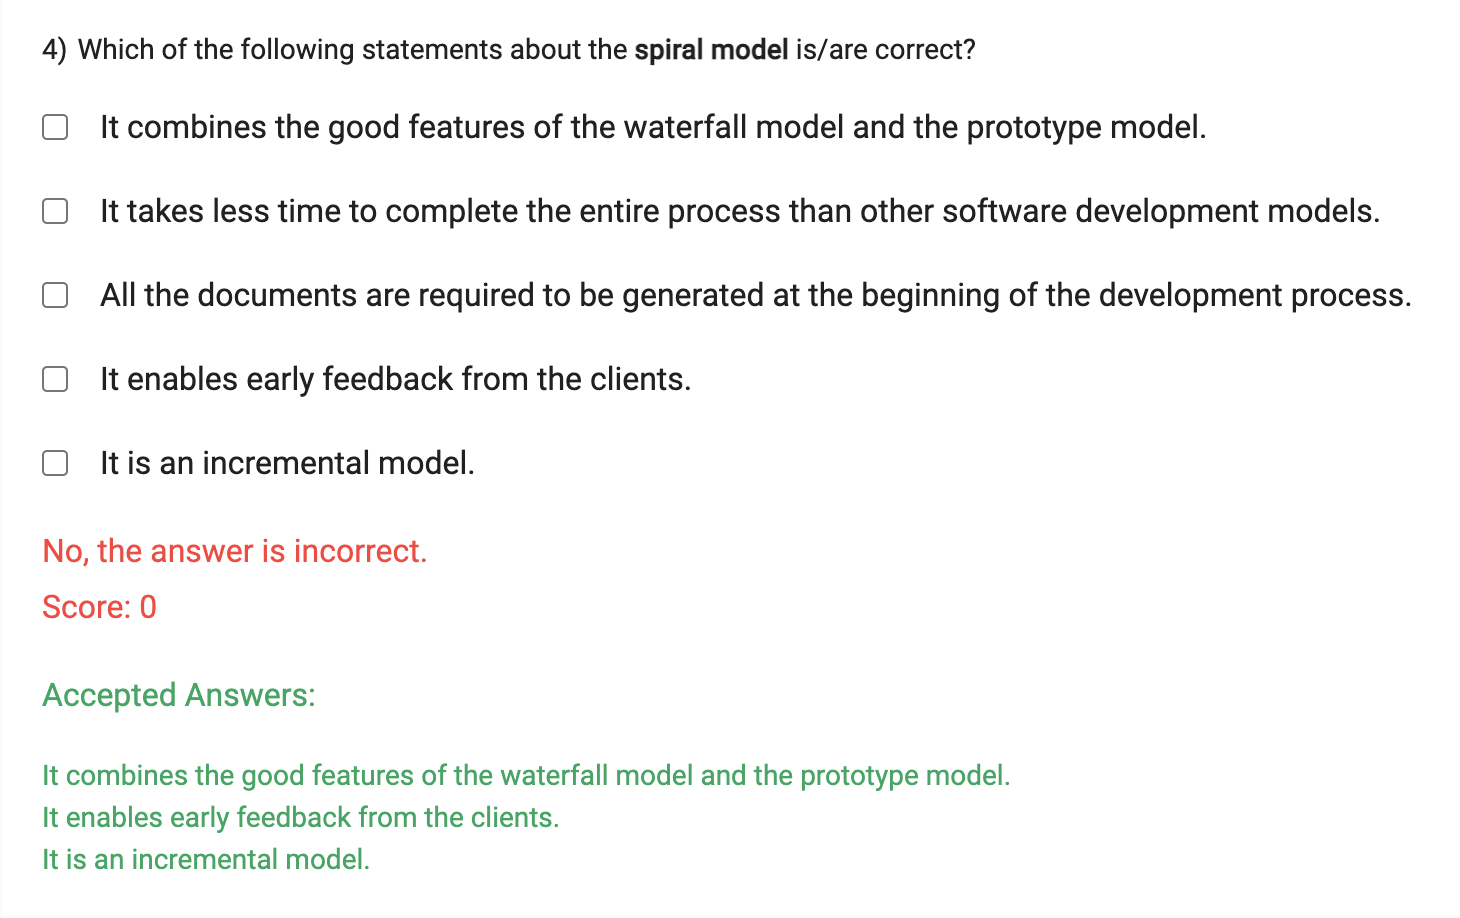 4) Which of the following statements about the spiral model is/are correct?
It combines the good features of the waterfall model and the prototype model.
It takes less time to complete the entire process than other software development models.
All the documents are required to be generated at the beginning of the development process.
It enables early feedback from the clients.
It is an incremental model.
No, the answer is incorrect.
Score: 0
Accepted Answers:
It combines the good features of the waterfall model and the prototype model.
It enables early feedback from the clients.
It is an incremental model.